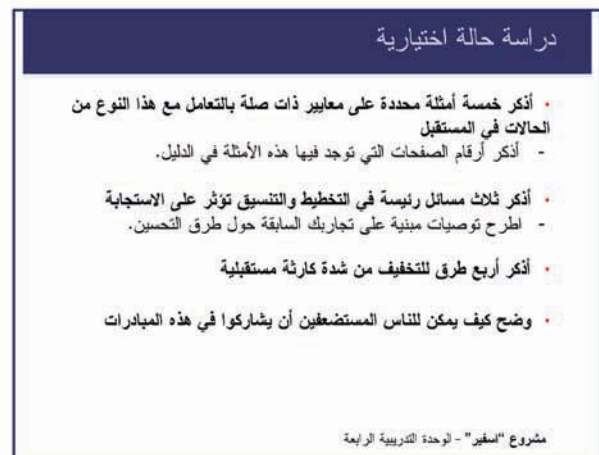 دراسة حالة اختيارية
• أذكر خمسة أمثلة محددة على معايير ذات صلة بالتعامل مع هذا النوع من
الحالات في المستقبل
- أذكر أرقام الصفحات التي توجد فيها هذه الأمثلة في الدليل.
• أذكر ثلاث مسائل رئيسة في التخطيط والتنسيق تؤثر على الاستجابة
- اطرح توصيات مبنية على تجاربك السابقة حول طرق التحسين.
• أذكر أربع طرق للتخفيف من شدة كارثة مستقبلية
• وضح كيف يمكن للناس المستضعفين أن يشاركوا في هذه المبادرات
مشروع "اسفير" - الوحدة التدريبية الرابعة